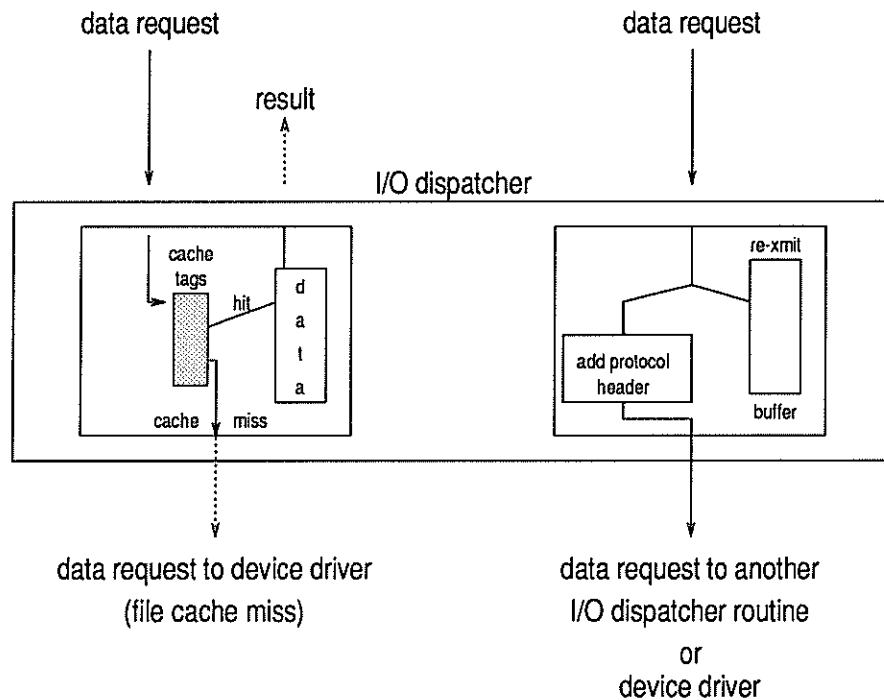 data request
data request
result
I/O dispatcher
cache
tags
hit
d
a
t
a
cache miss
re-xmit
add protocol
header
buffer
data request to device driver
(file cache miss)
data request to another
I/O dispatcher routine
or
device driver